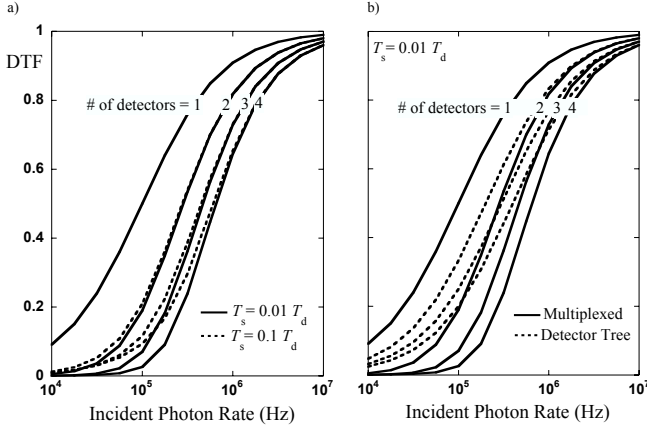 a)
DTF
1
0.8
0.6
0.4
0.2
0
# of detectors = 1 2 3 4
T_s = 0.01 T_d
T_s = 0.1 T_d
10^4 10^5 10^6 10^7
Incident Photon Rate (Hz)
b)
T_s = 0.01 T_d
# of detectors = 1 2 3 4
Multiplexed
Detector Tree
10^4 10^5 10^6 10^7
Incident Photon Rate (Hz)